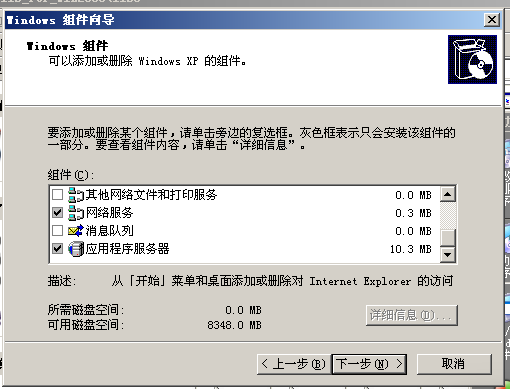 Windows 组件向导
Windows 组件
可以添加或删除 Windows XP 的组件。
要添加或删除某个组件，请单击旁边的复选框。灰色框表示只会安装该组件的
一部分。要查看组件内容，请单击“详细信息”。
组件(C):
其他网络文件和打印服务 0.0 MB
网络服务 0.3 MB
消息队列 0.0 MB
应用程序服务器 10.3 MB
描述: 从「开始」菜单和桌面添加或删除对 Internet Explorer 的访问
所需磁盘空间: 0.0 MB
可用磁盘空间: 8348.0 MB
详细信息(D)...
< 上一步(B) 下一步(N) > 取消